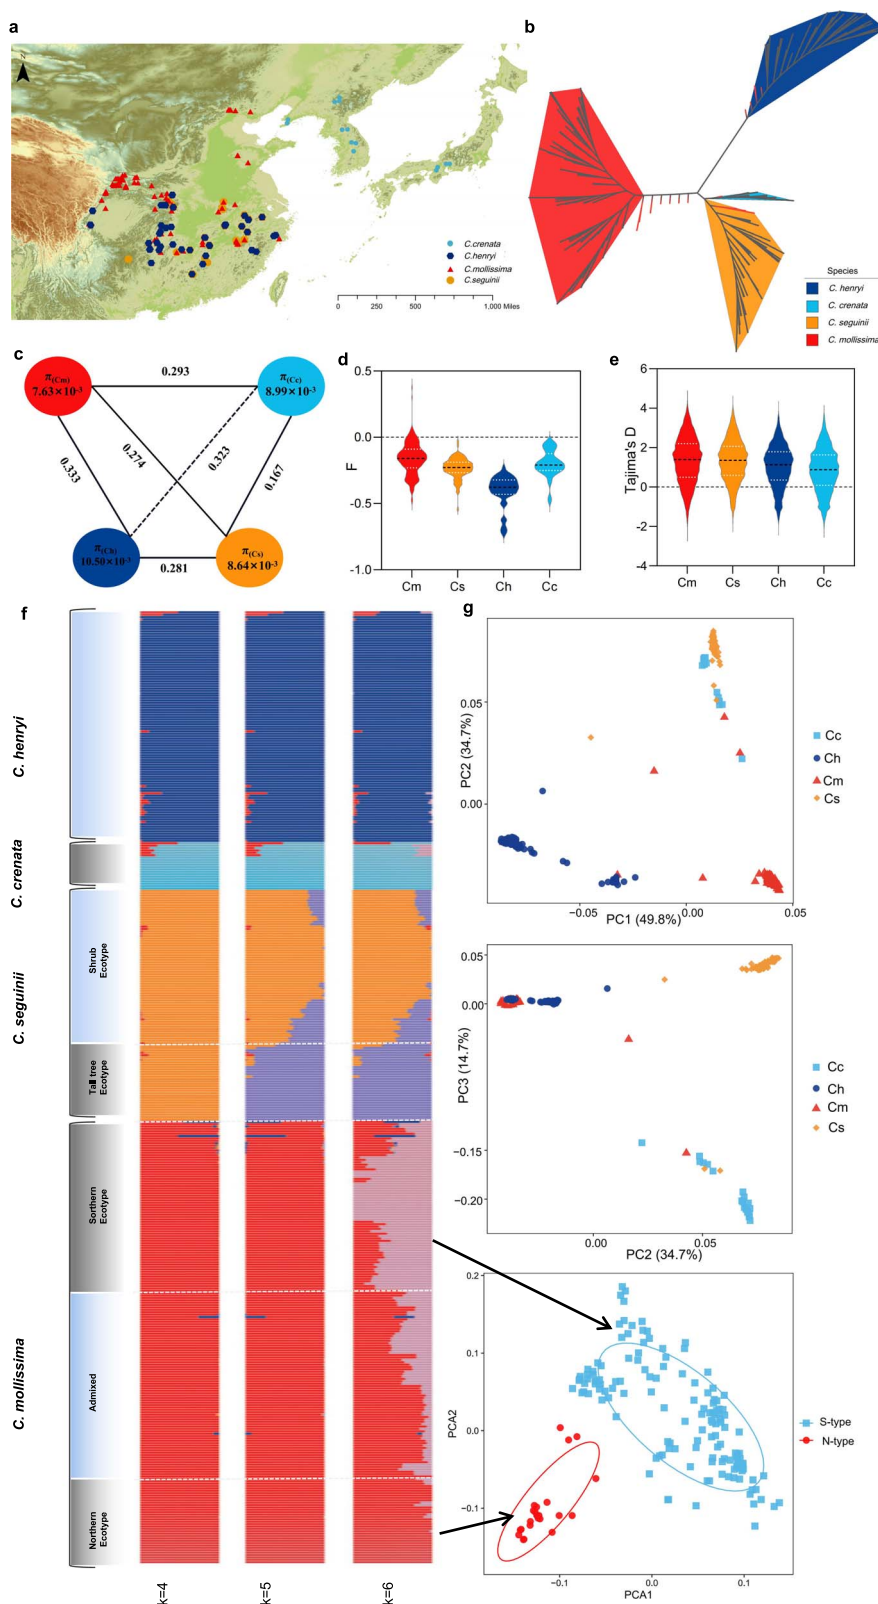 a
N
C.crenata
C.henryi
C.mollissima
C.seguinii
0 250 500 1,000 Miles
b
Species
C. henryi
C. crenata
C. seguinii
C. mollissima
c
π(Cm)
7.63×10-3
π(Cc)
8.99×10-3
π(Ch)
10.50×10-3
π(Cs)
8.64×10-3
0.293
0.333
0.274
0.323
0.167
0.281
d
F
0.5
0.0
-0.5
-1.0
Cm Cs Ch Cc
e
Tajima's D
6
4
2
0
-2
-4
Cm Cs Ch Cc
f
C. henryi
C. crenata
C. seguinii
Shrub
Ecotype
Tall tree
Ecotype
C. mollissima
Sorthern
Ecotype
Admixed
Northern
Ecotype
k=4
k=5
k=6
g
PC2 (34.7%)
0.05
0.00
−0.05 0.00 0.05
PC1 (49.8%)
Cc
Ch
Cm
Cs
PC3 (14.7%)
0.05
0.00
−0.15
−0.20
0.00 0.05
PC2 (34.7%)
Cc
Ch
Cm
Cs
PCA2
0.2
0.1
0.0
−0.1
−0.1 0.0 0.1
PCA1
S-type
N-type